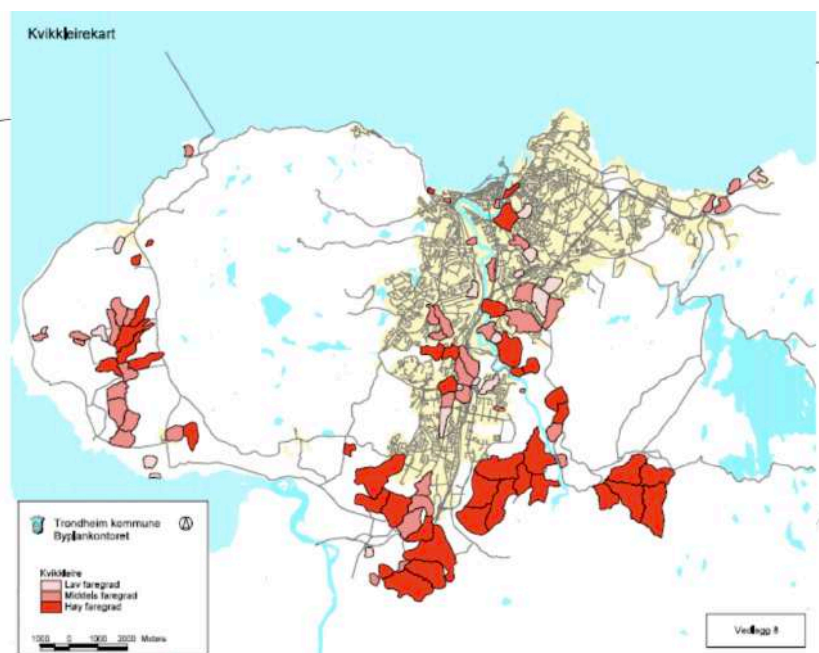 Kvikkleirekart
Trondheim kommune
Byplankontoret
Kvikkleire
Lav faregrad
Middels faregrad
Høy faregrad
1000 0 1000 2000 Meters
Vedlegg 8